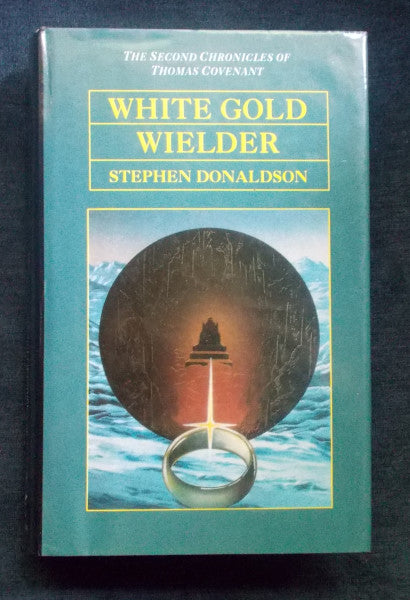 THE SECOND CHRONICLES OF
THOMAS COVENANT
WHITE GOLD
WIELDER
STEPHEN DONALDSON